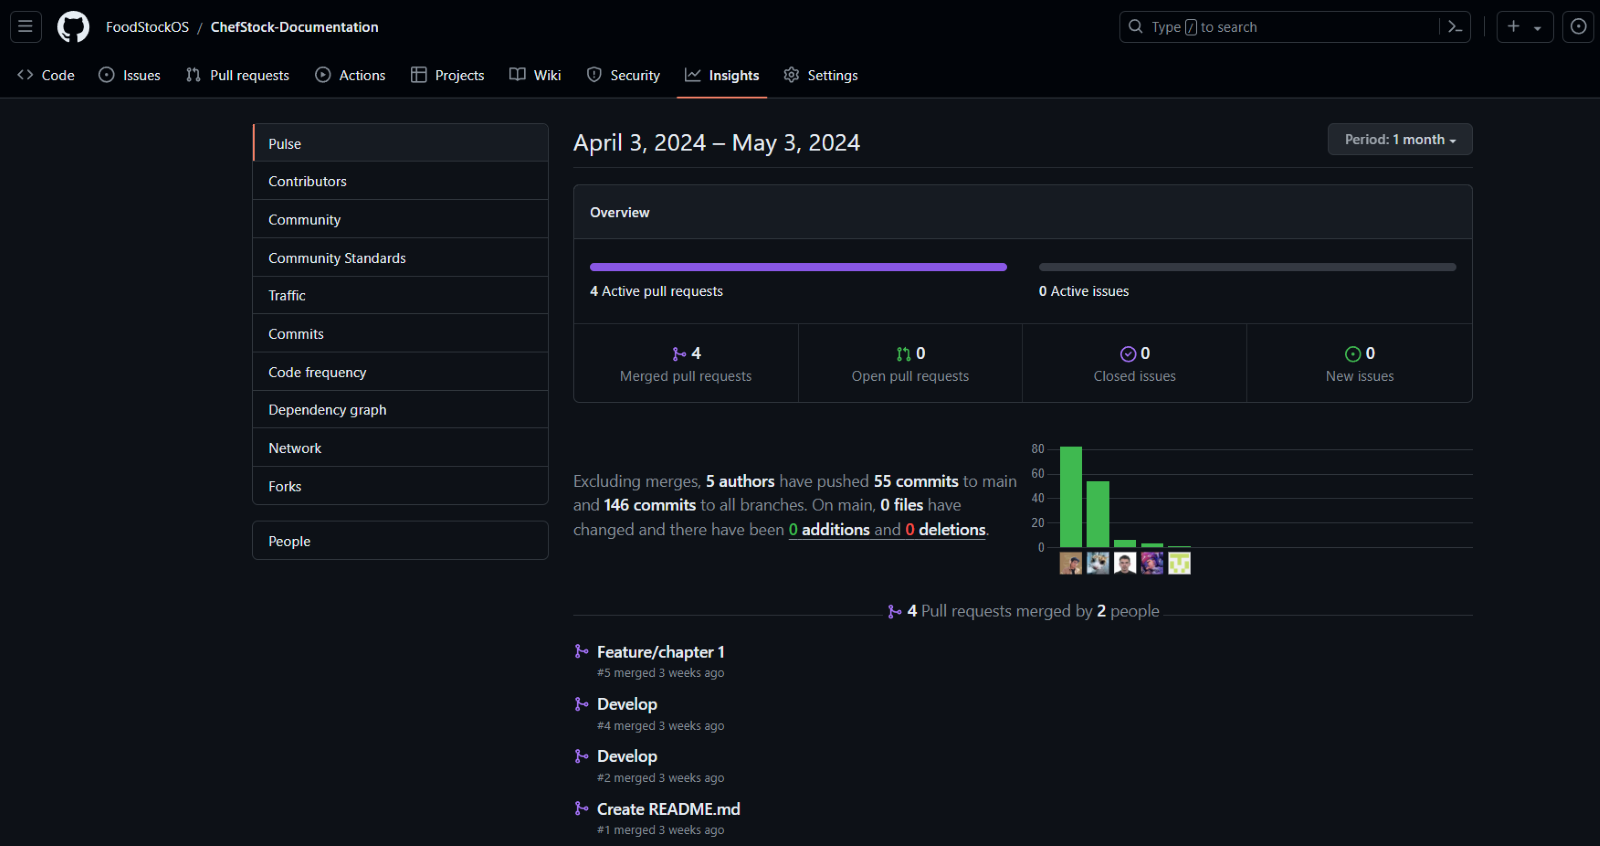 FoodStockOS / ChefStock-Documentation
Type / to search
Code Issues Pull requests Actions Projects Wiki Security Insights Settings
Pulse
Contributors
Community
Community Standards
Traffic
Commits
Code frequency
Dependency graph
Network
Forks
People
April 3, 2024 – May 3, 2024
Period: 1 month
Overview
4 Active pull requests
0 Active issues
4
Merged pull requests
0
Open pull requests
0
Closed issues
0
New issues
Excluding merges, 5 authors have pushed 55 commits to main
and 146 commits to all branches. On main, 0 files have
changed and there have been 0 additions and 0 deletions.
80
60
40
20
0
4 Pull requests merged by 2 people
Feature/chapter 1
#5 merged 3 weeks ago
Develop
#4 merged 3 weeks ago
Develop
#2 merged 3 weeks ago
Create README.md
#1 merged 3 weeks ago